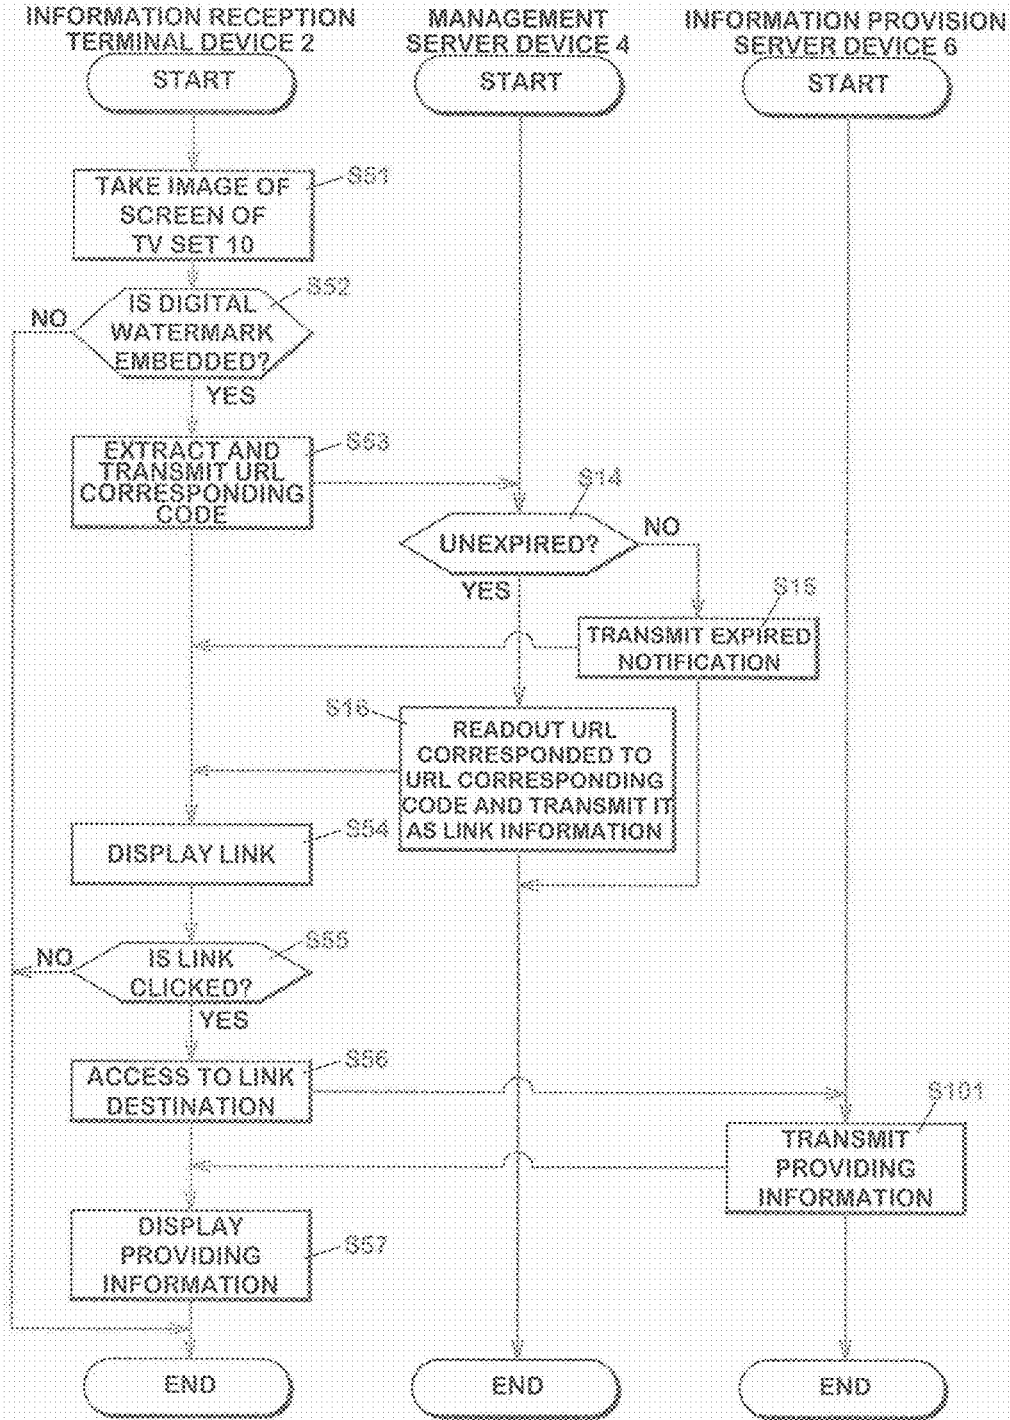 INFORMATION RECEPTION
TERMINAL DEVICE 2
MANAGEMENT
SERVER DEVICE 4
INFORMATION PROVISION
SERVER DEVICE 6
START
START
START
S51
TAKE IMAGE OF
SCREEN OF
TV SET 10
S52
IS DIGITAL
WATERMARK
EMBEDDED?
NO
YES
S53
EXTRACT AND
TRANSMIT URL
CORRESPONDING
CODE
S14
UNEXPIRED?
NO
YES
S15
TRANSMIT EXPIRED
NOTIFICATION
S16
READOUT URL
CORRESPONDED TO
URL CORRESPONDING
CODE AND TRANSMIT IT
AS LINK INFORMATION
S54
DISPLAY LINK
S55
IS LINK
CLICKED?
NO
YES
S56
ACCESS TO LINK
DESTINATION
S101
TRANSMIT
PROVIDING
INFORMATION
S57
DISPLAY
PROVIDING
INFORMATION
END
END
END